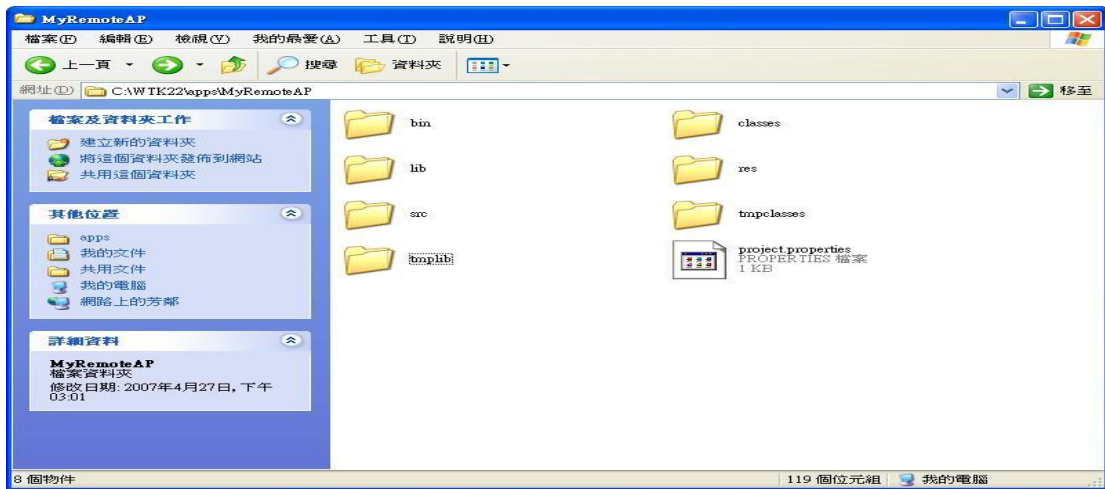 MyRemoteAP
檔案(F) 編輯(E) 檢視(V) 我的最愛(A) 工具(T) 說明(H)
上一頁 搜尋 資料夾
網址(D) C:\WTK22\apps\MyRemoteAP 移至
檔案及資料夾工作
建立新的資料夾
將這個資料夾發佈到網站
共用這個資料夾
其他位置
apps
我的文件
共用文件
我的電腦
網路上的芳鄰
詳細資料
MyRemoteAP
檔案資料夾
修改日期: 2007年4月27日, 下午
03:01
bin classes
lib res
src tmpclasses
tmplib project.properties
PROPERTIES 檔案
1 KB
8 個物件 119 個位元組 我的電腦